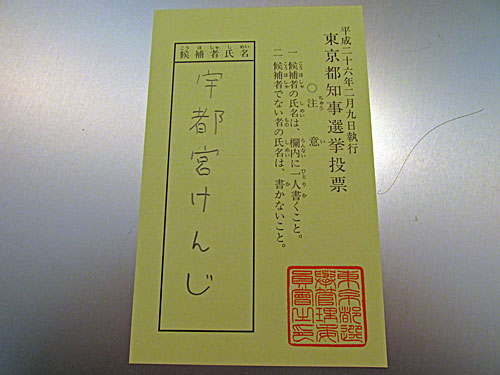 平成二十六年二月九日執行
東京都知事選挙投票
○注意
一 候補者の氏名は、欄内に一人書くこと。
二 候補者でない者の氏名は、書かないこと。
候補者氏名
宇都宮けんじ
東京都選
挙管理委
員会之印